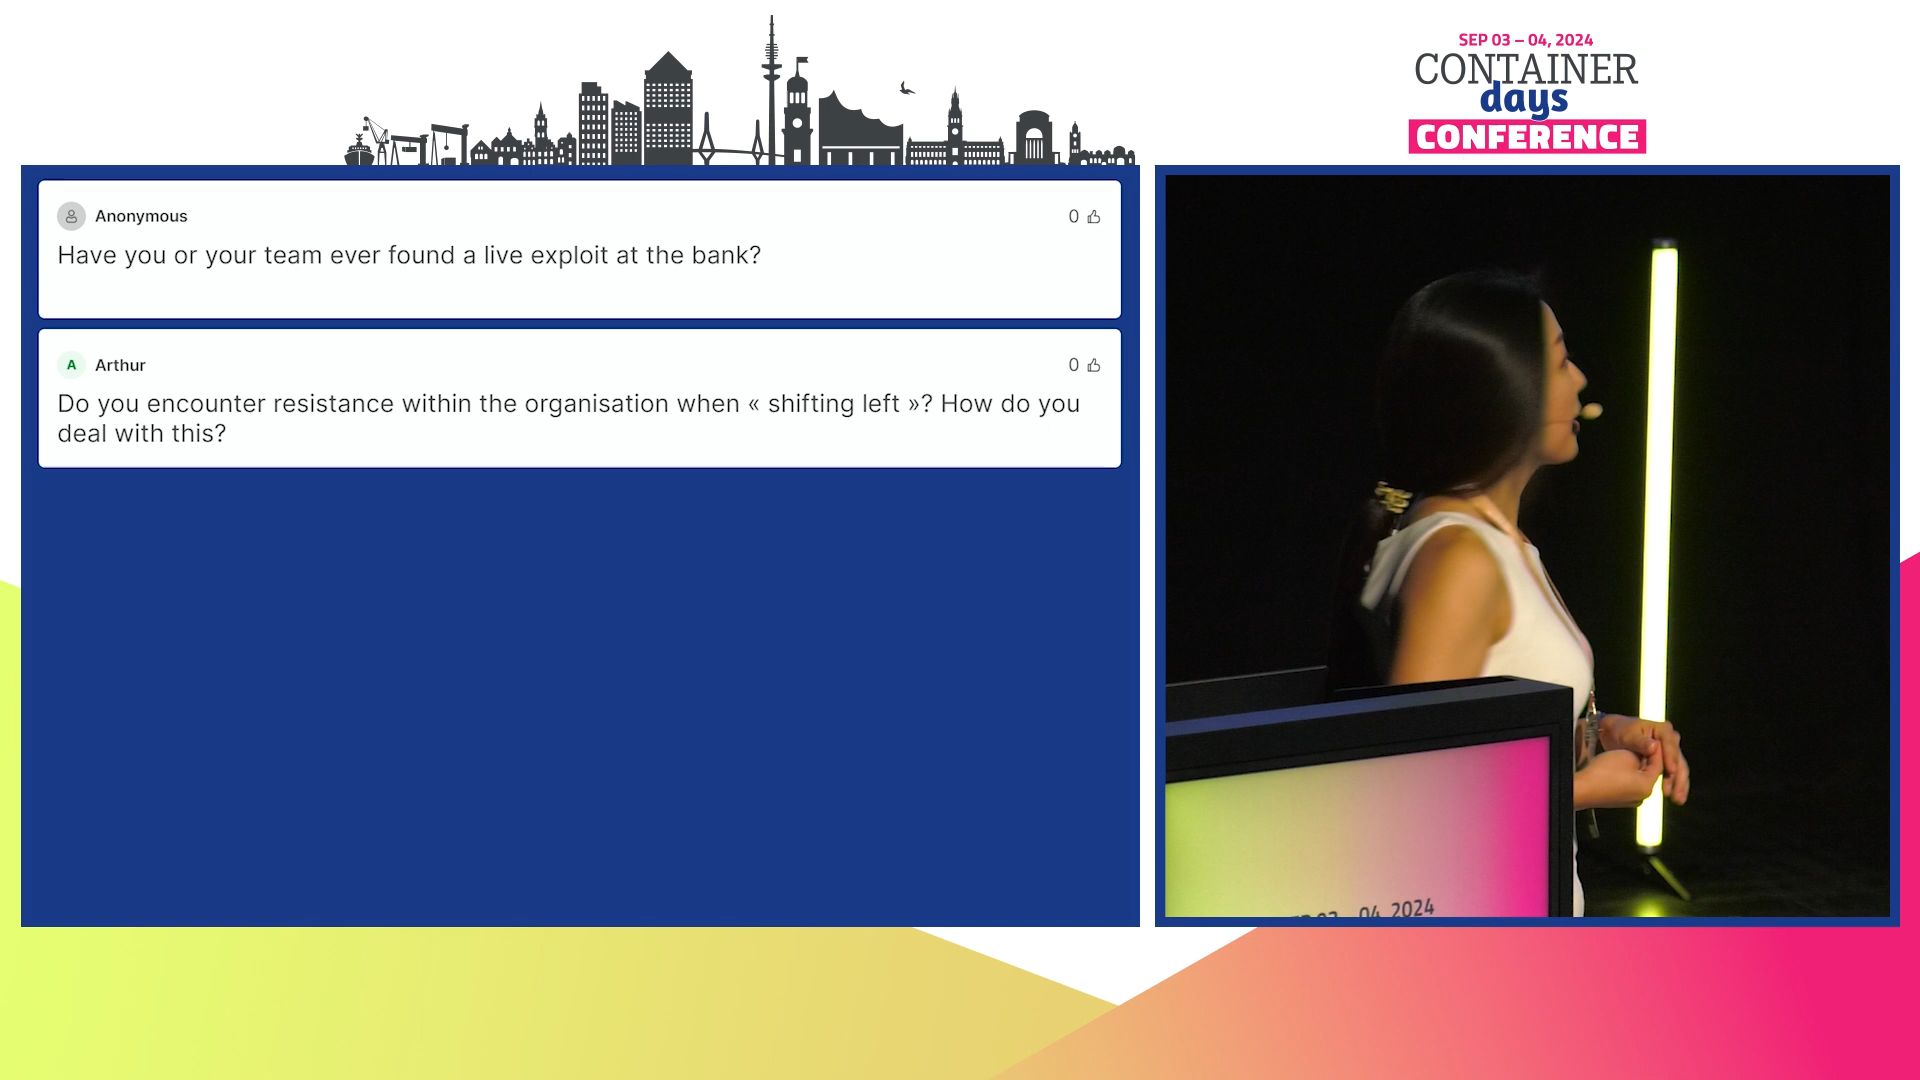 SEP 03 – 04, 2024
CONTAINER
days
CONFERENCE
Anonymous
0
Have you or your team ever found a live exploit at the bank?
A
Arthur
0
Do you encounter resistance within the organisation when « shifting left »? How do you
deal with this?
03 – 04, 2024